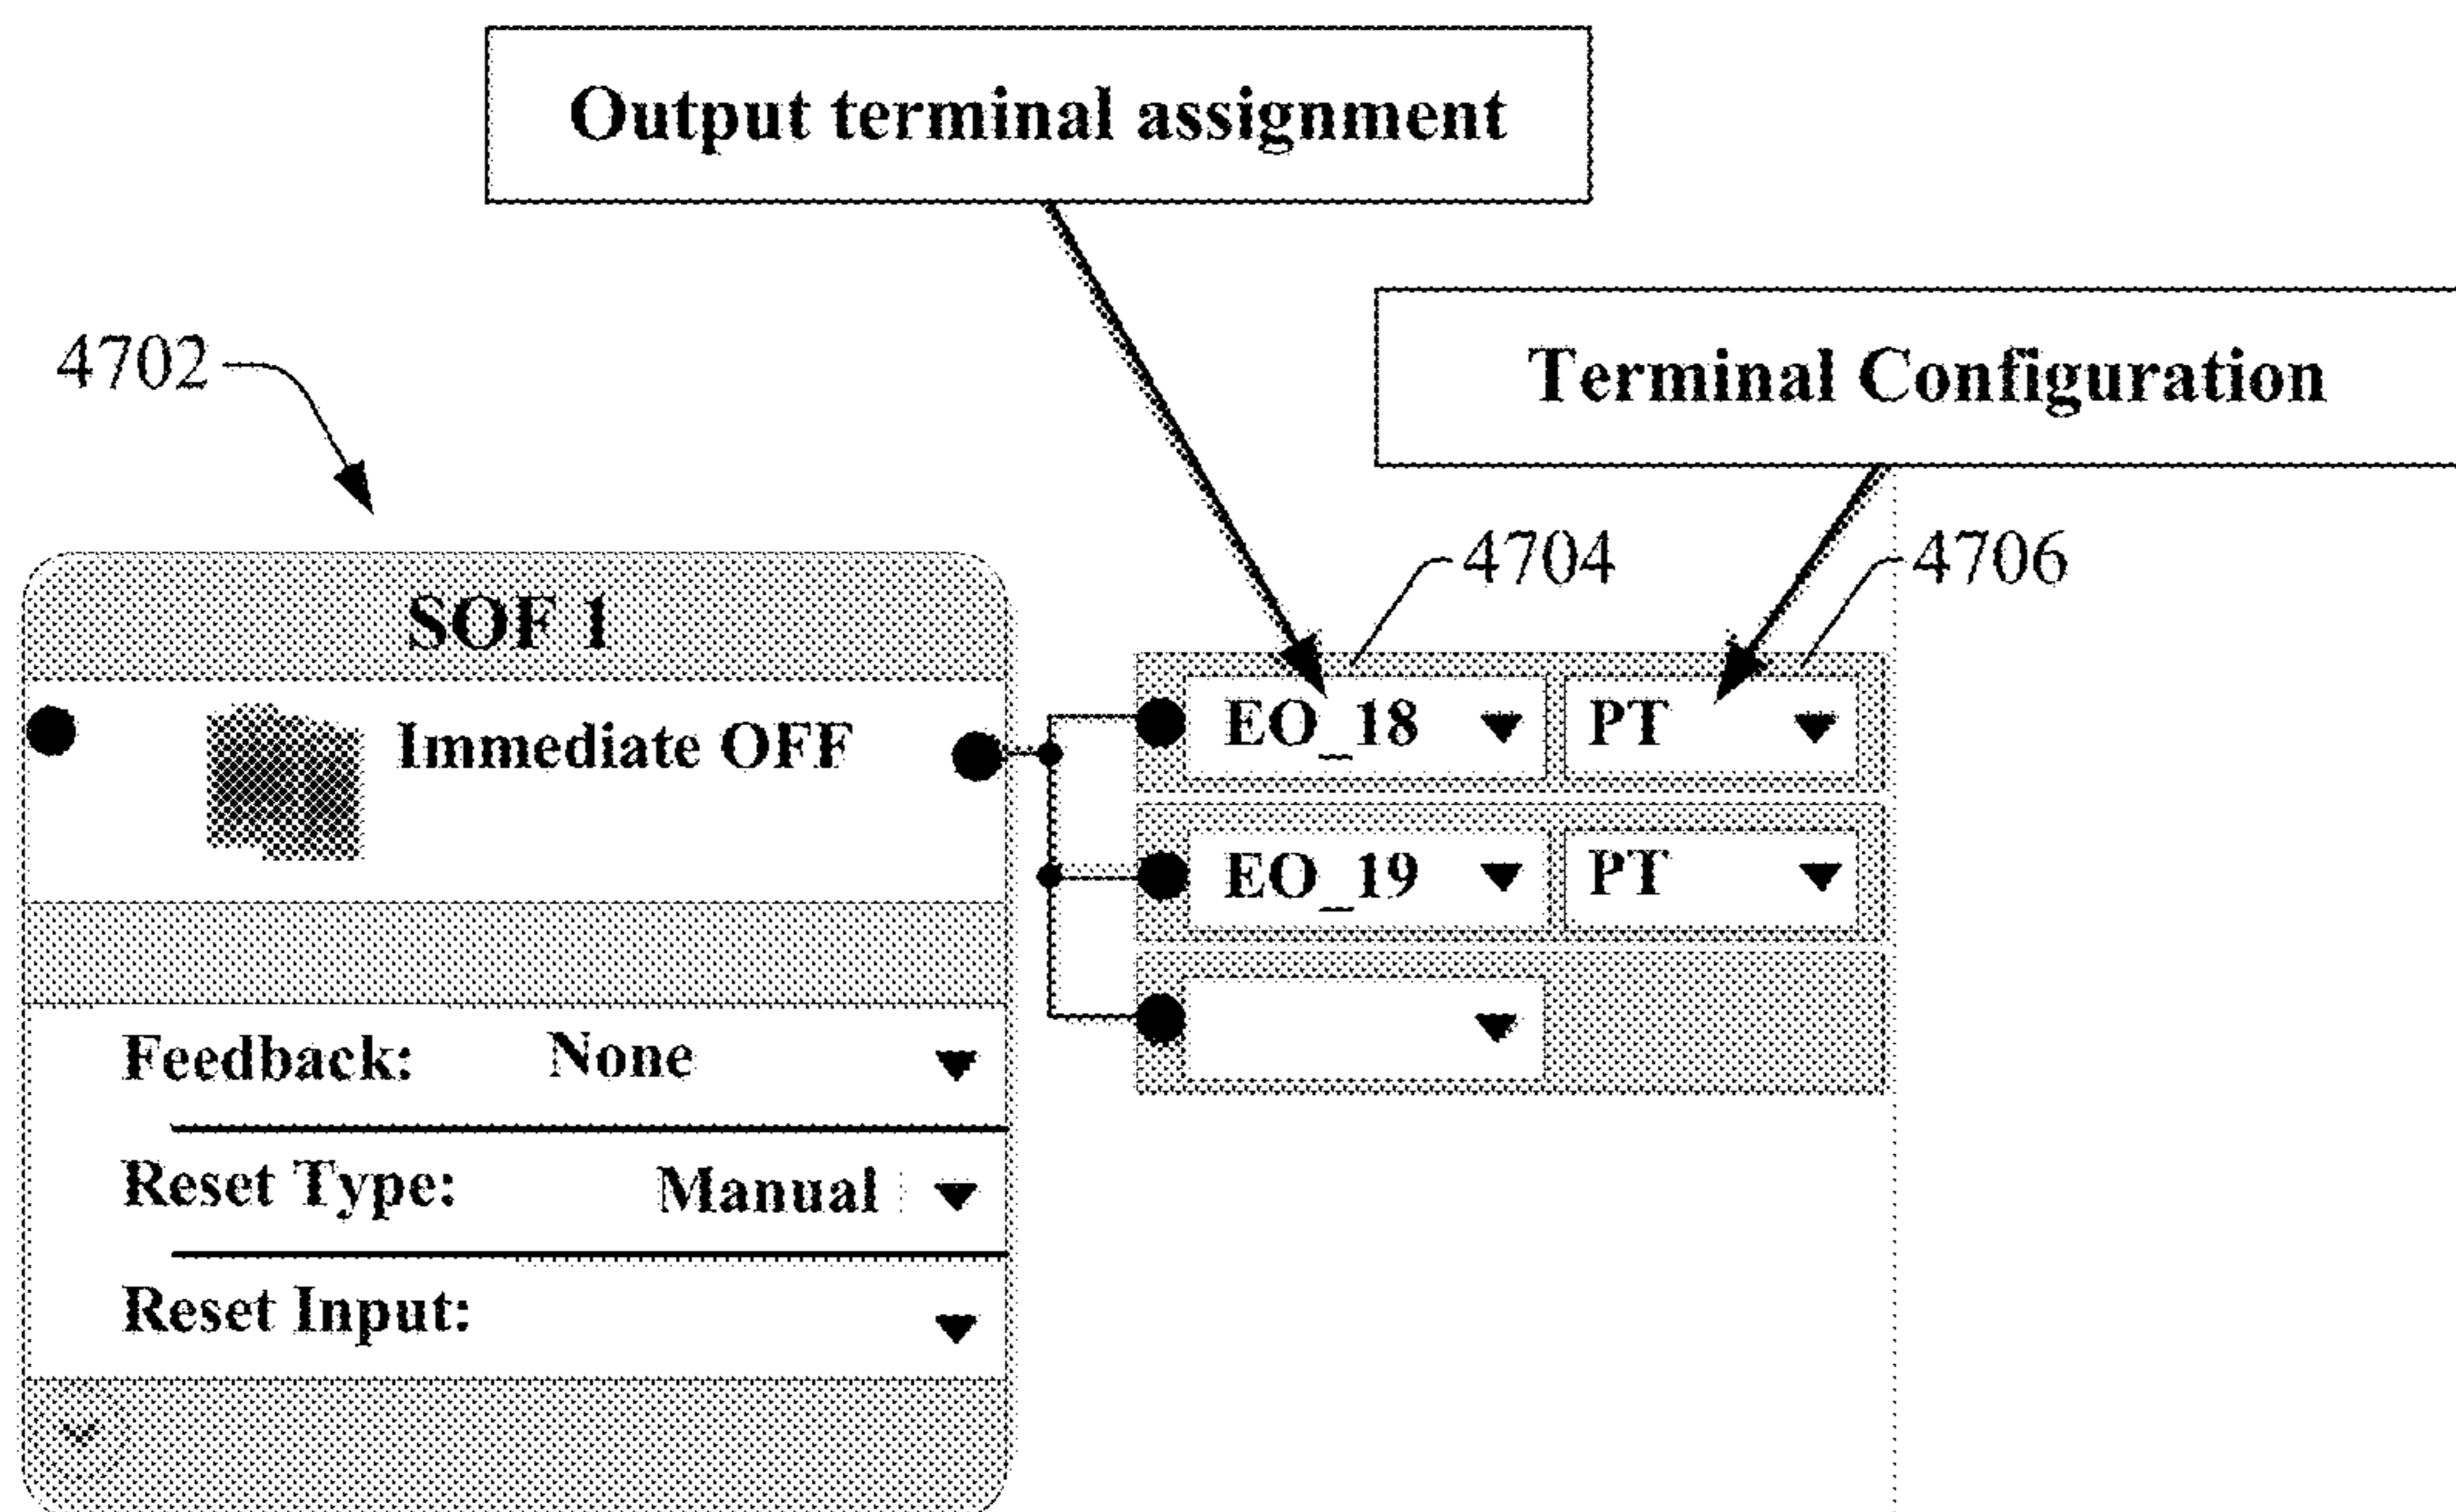 Output terminal assignment
Terminal Configuration
4702
4704
4706
SOF 1
Immediate OFF
EO_18
PT
EO_19
PT
Feedback: None
Reset Type: Manual
Reset Input: